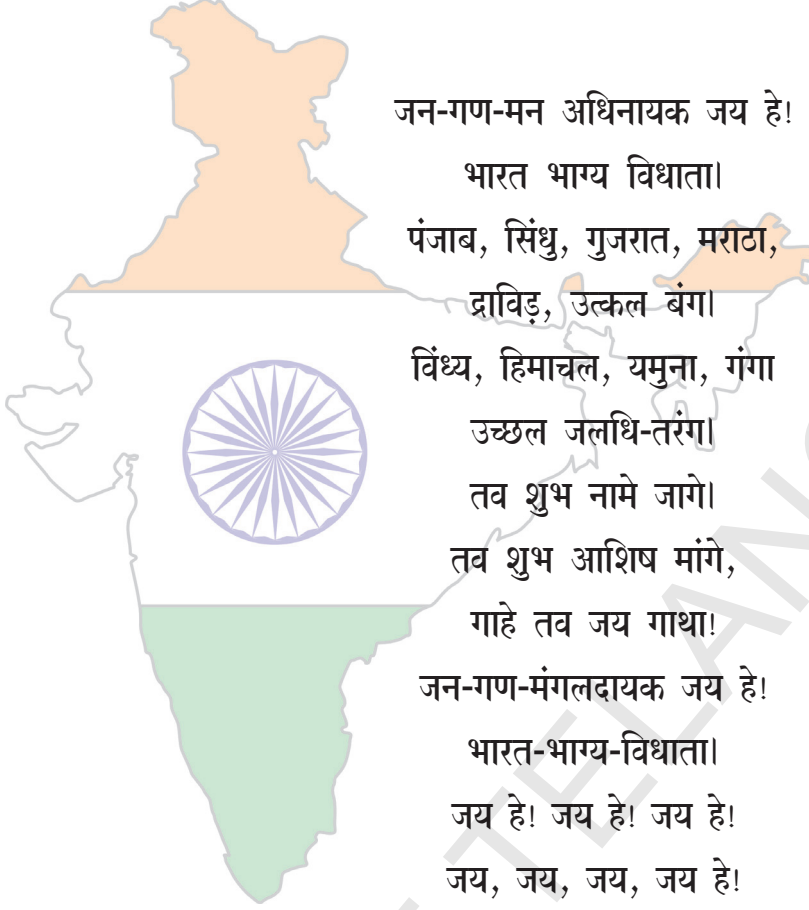 जन-गण-मन अधिनायक जय हे!
भारत भाग्य विधाता।
पंजाब, सिंधु, गुजरात, मराठा,
द्राविड़, उत्कल बंग।
विंध्य, हिमाचल, यमुना, गंगा
उच्छल जलधि-तरंग।
तव शुभ नामे जागे।
तव शुभ आशिष मांगे,
गाहे तव जय गाथा!
जन-गण-मंगलदायक जय हे!
भारत-भाग्य-विधाता।
जय हे! जय हे! जय हे!
जय, जय, जय, जय हे!